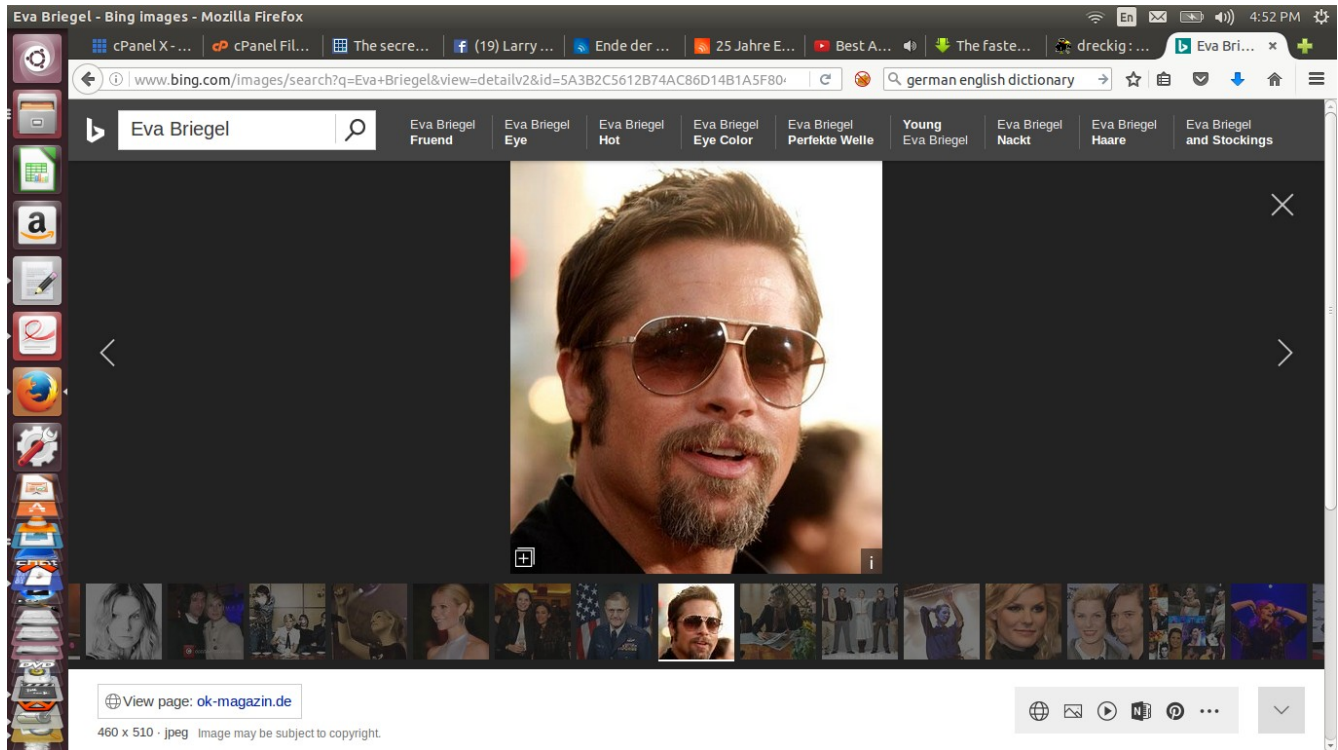 Eva Briegel - Bing images - Mozilla Firefox
En
4:52 PM
cPanel X - ...
cPanel Fil...
The secre...
(19) Larry ...
Ende der ...
25 Jahre E...
Best A...
The faste...
dreckig : ...
Eva Bri...
www.bing.com/images/search?q=Eva+Briegel&view=detailv2&id=5A3B2C5612B74AC86D14B1A5F80
german english dictionary
Eva Briegel
Eva Briegel
Fruend
Eva Briegel
Eye
Eva Briegel
Hot
Eva Briegel
Eye Color
Eva Briegel
Perfekte Welle
Young
Eva Briegel
Eva Briegel
Nackt
Eva Briegel
Haare
Eva Briegel
and Stockings
View page: ok-magazin.de
460 x 510 · jpeg Image may be subject to copyright.